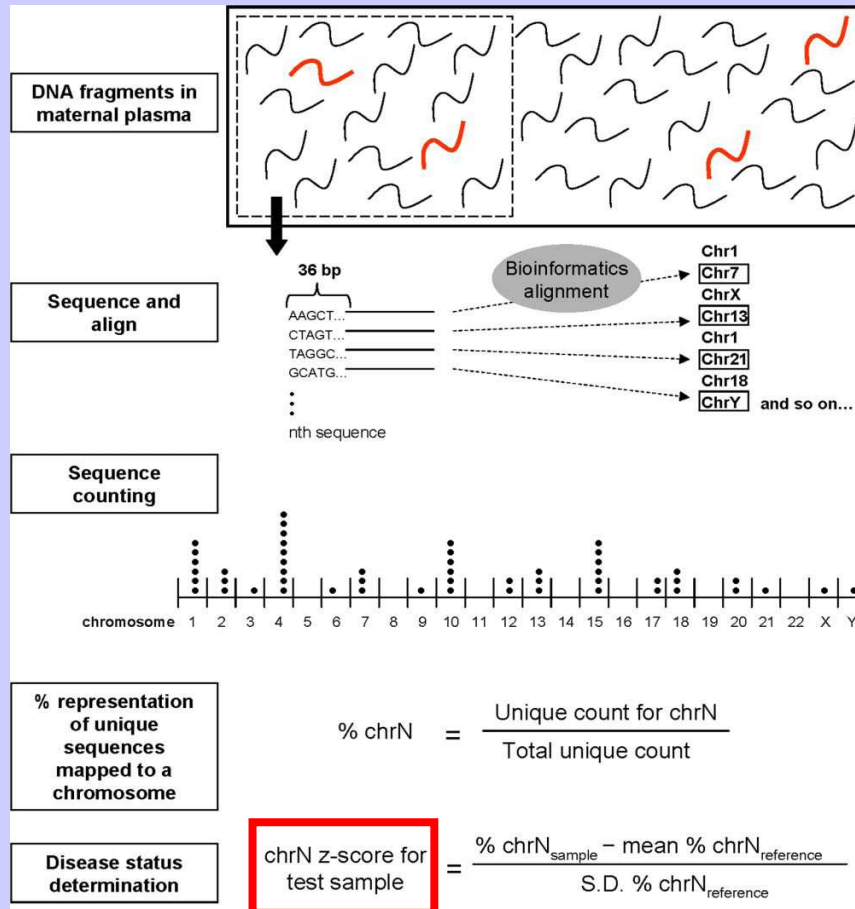 DNA fragments in
maternal plasma
Sequence and
align
36 bp
AAGCT...
CTAGT...
TAGGC...
GCATG...
nth sequence
Bioinformatics
alignment
Chr1
Chr7
ChrX
Chr13
Chr1
Chr21
Chr18
ChrY and so on...
Sequence
counting
chromosome 1 2 3 4 5 6 7 8 9 10 11 12 13 14 15 16 17 18 19 20 21 22 X Y
% representation
of unique
sequences
mapped to a
chromosome
% chrN = Unique count for chrN
Total unique count
Disease status
determination
chrN z-score for
test sample
= % chrNsample – mean % chrNreference
S.D. % chrNreference